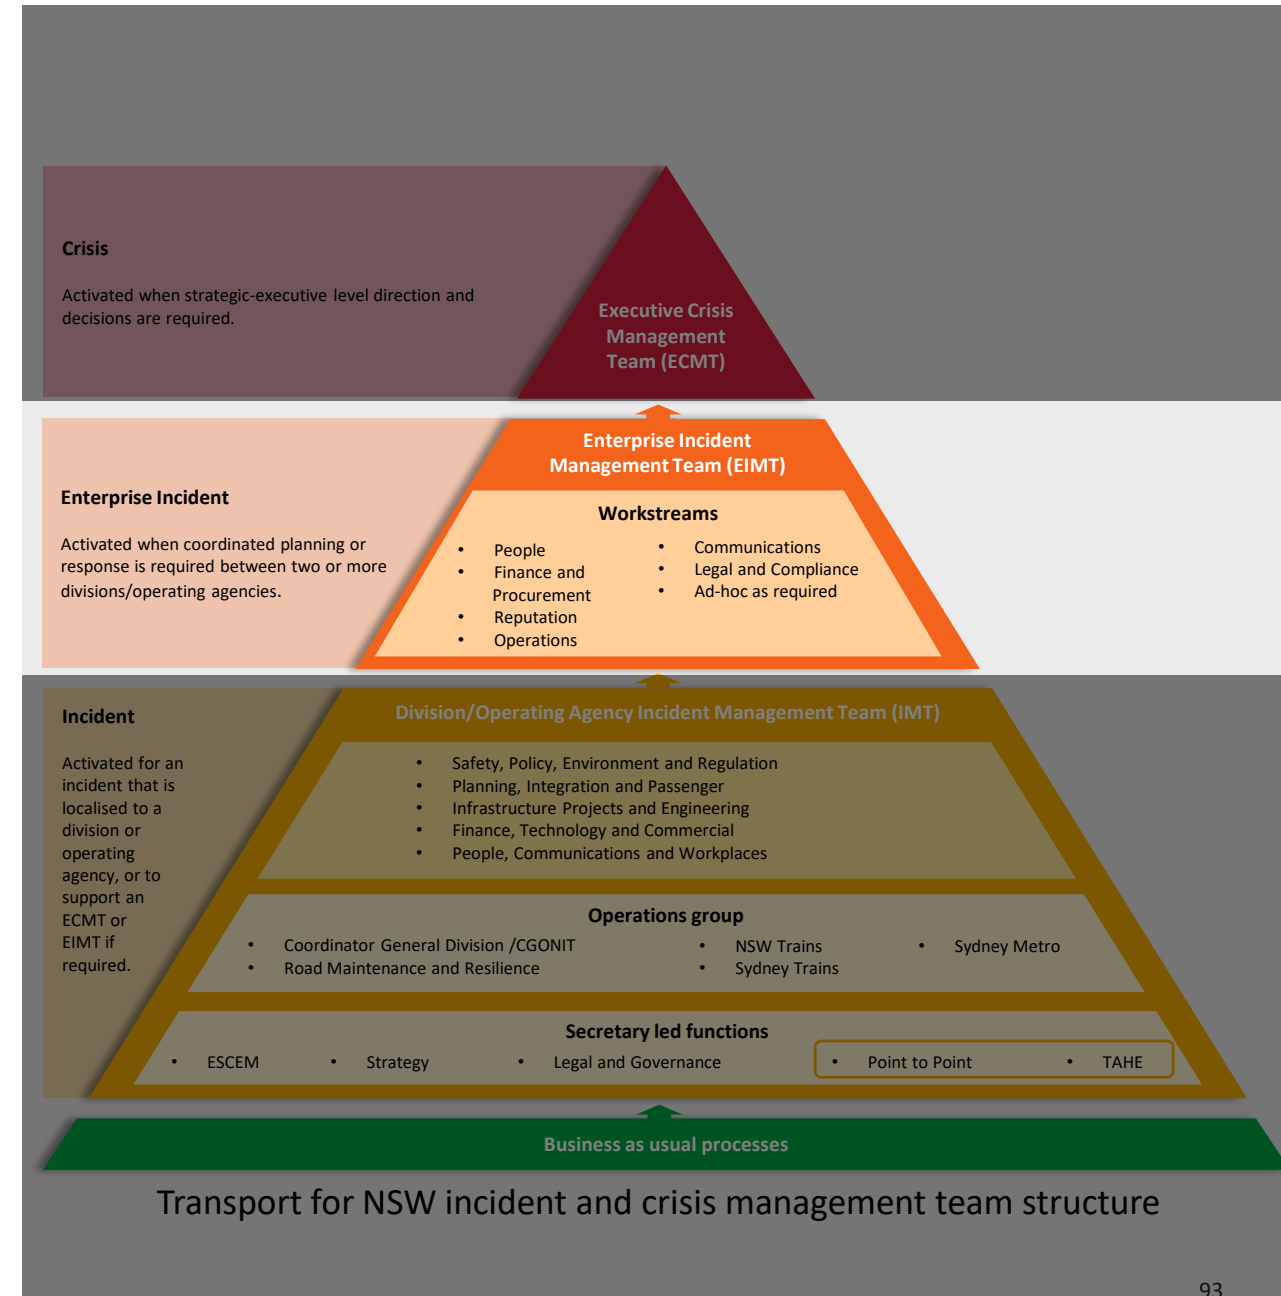 Crisis
Activated when strategic-executive level direction and
decisions are required.
Executive Crisis
Management
Team (ECMT)
Enterprise Incident
Management Team (EIMT)
Enterprise Incident
Activated when coordinated planning or
response is required between two or more
divisions/operating agencies.
Workstreams
• People
• Finance and
Procurement
• Reputation
• Operations
• Communications
• Legal and Compliance
• Ad-hoc as required
Incident
Activated for an
incident that is
localised to a
division or
operating
agency, or to
support an
ECMT or
EIMT if
required.
Division/Operating Agency Incident Management Team (IMT)
• Safety, Policy, Environment and Regulation
• Planning, Integration and Passenger
• Infrastructure Projects and Engineering
• Finance, Technology and Commercial
• People, Communications and Workplaces
Operations group
• Coordinator General Division /CGONIT
• Road Maintenance and Resilience
• NSW Trains
• Sydney Trains
• Sydney Metro
Secretary led functions
• ESCEM • Strategy • Legal and Governance • Point to Point • TAHE
Business as usual processes
Transport for NSW incident and crisis management team structure
93